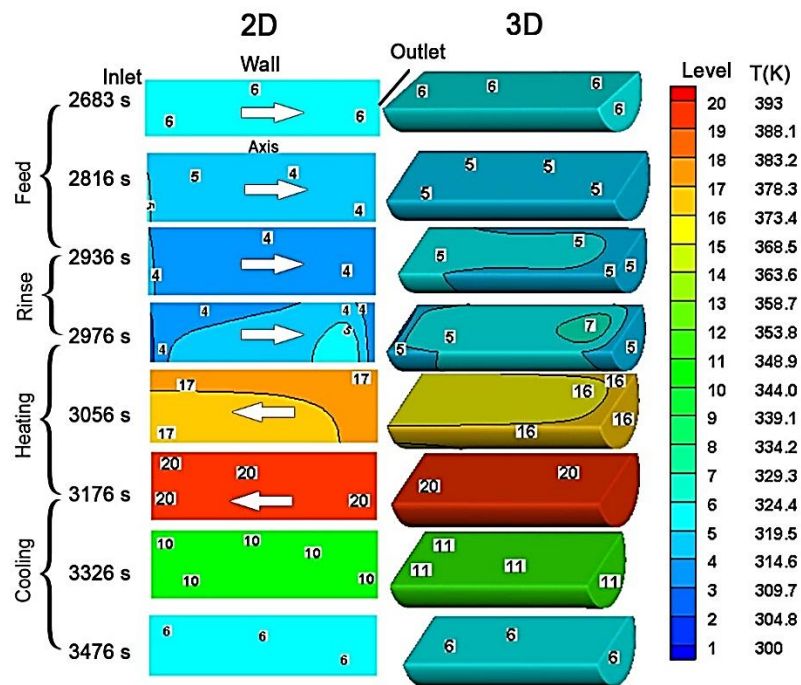 2D 3D
Outlet
Inlet Wall
Level T(K)
2683 s 6 6 6 6 6 6 6
Axis
2816 s 5 5 4 4 5 5 5 5
2936 s 4 4 4 5 5 5 5
2976 s 4 4 4 4 5 5 5 5 7 5
3056 s 17 17 17 16 16 16 16
3176 s 20 20 20 20 20 20
3326 s 10 10 10 10 10 11 11 11 11
3476 s 6 6 6 6 6 6
Feed
Rinse
Heating
Cooling
20 393
19 388.1
18 383.2
17 378.3
16 373.4
15 368.5
14 363.6
13 358.7
12 353.8
11 348.9
10 344.0
9 339.1
8 334.2
7 329.3
6 324.4
5 319.5
4 314.6
3 309.7
2 304.8
1 300